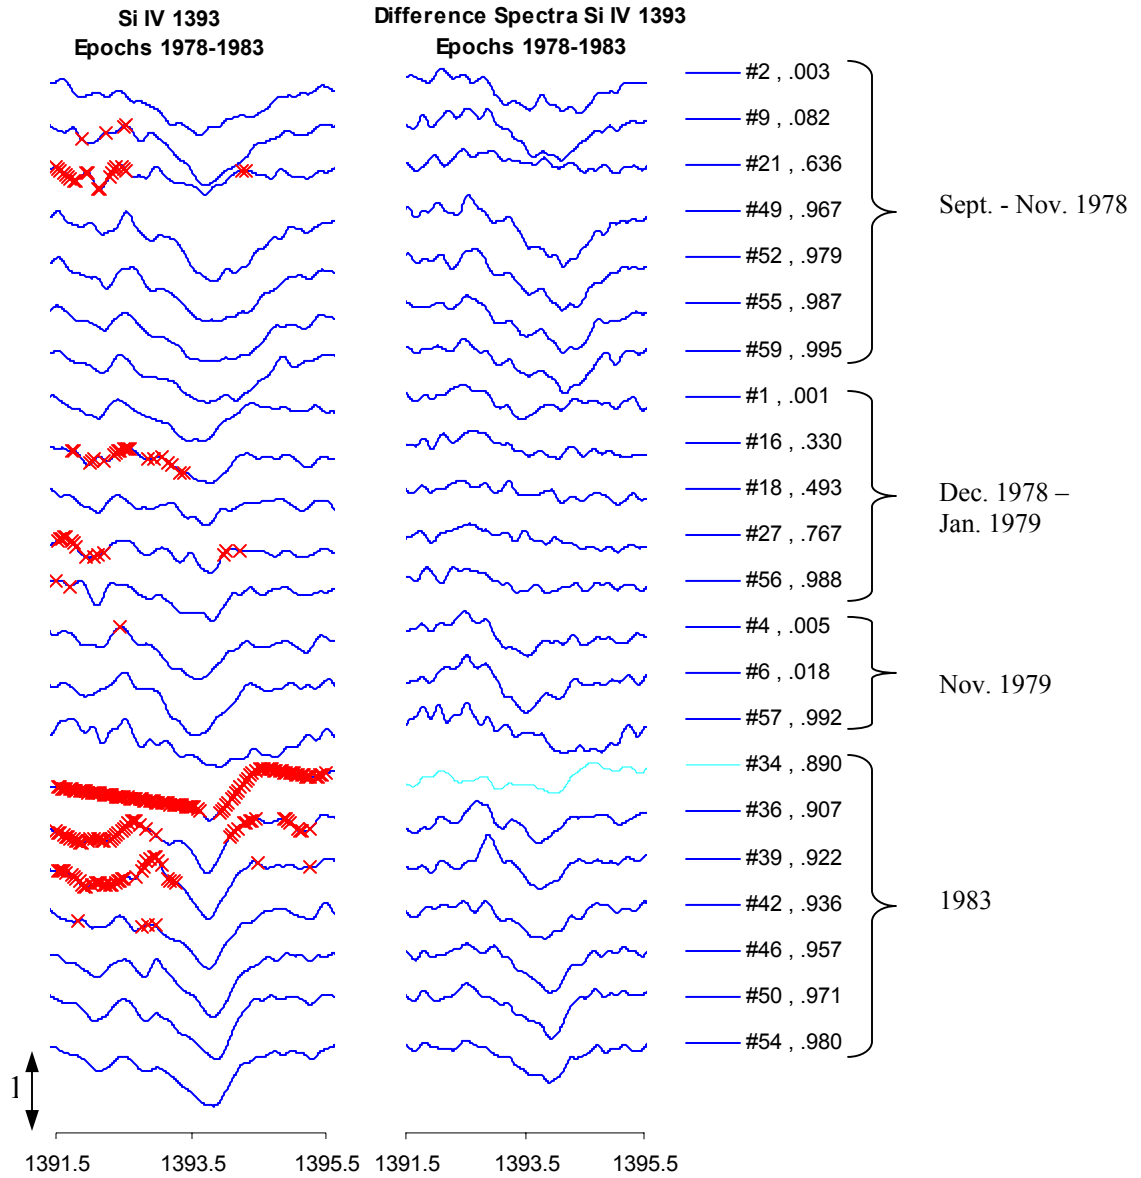 Si IV 1393
Epochs 1978-1983
Difference Spectra Si IV 1393
Epochs 1978-1983
#2 , .003
#9 , .082
#21 , .636
#49 , .967
#52 , .979
#55 , .987
#59 , .995
Sept. - Nov. 1978
#1 , .001
#16 , .330
#18 , .493
#27 , .767
#56 , .988
Dec. 1978 –
Jan. 1979
#4 , .005
#6 , .018
#57 , .992
Nov. 1979
#34 , .890
#36 , .907
#39 , .922
#42 , .936
#46 , .957
#50 , .971
#54 , .980
1983
1
1391.5 1393.5 1395.5
1391.5 1393.5 1395.5